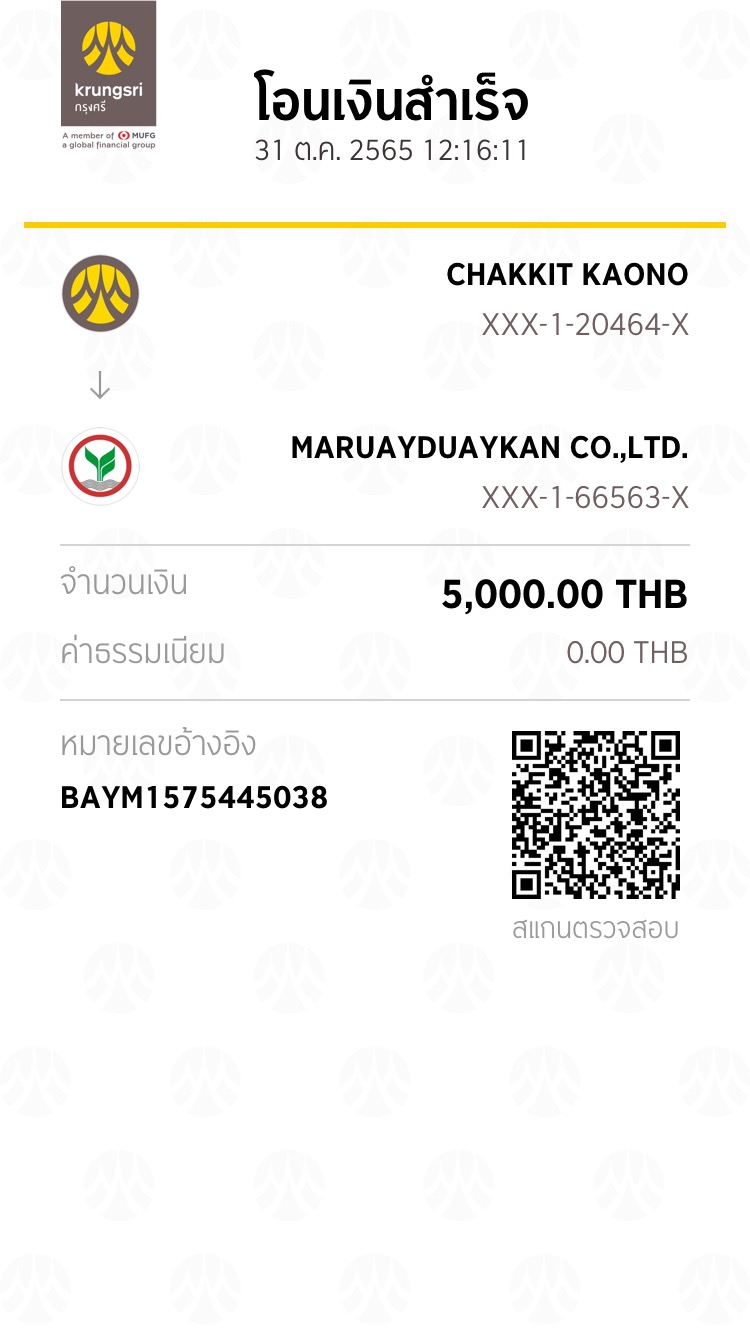 krungsri
กรุงศรี
A member of MUFG
a global financial group
โอนเงินสำเร็จ
31 ต.ค. 2565 12:16:11
CHAKKIT KAONO
XXX-1-20464-X
MARUAYDUAYKAN CO.,LTD.
XXX-1-66563-X
จำนวนเงิน
5,000.00 THB
ค่าธรรมเนียม
0.00 THB
หมายเลขอ้างอิง
BAYM1575445038
สแกนตรวจสอบ